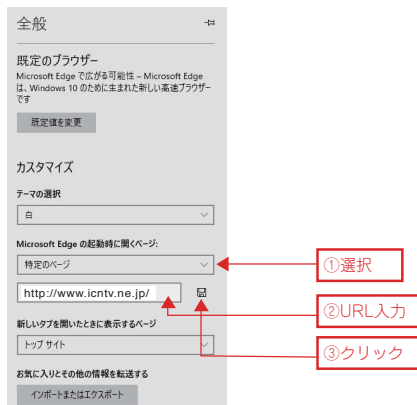 全般
既定のブラウザー
Microsoft Edge で広がる可能性 – Microsoft Edge
は、Windows 10 のために生まれた新しい高速ブラウザー
です
既定値を変更
カスタマイズ
テーマの選択
白
Microsoft Edge の起動時に開くページ:
特定のページ
①選択
http://www.icntv.ne.jp/
②URL入力
新しいタブを開いたときに表示するページ
トップ サイト
③クリック
お気に入りとその他の情報を転送する
インポートまたはエクスポート